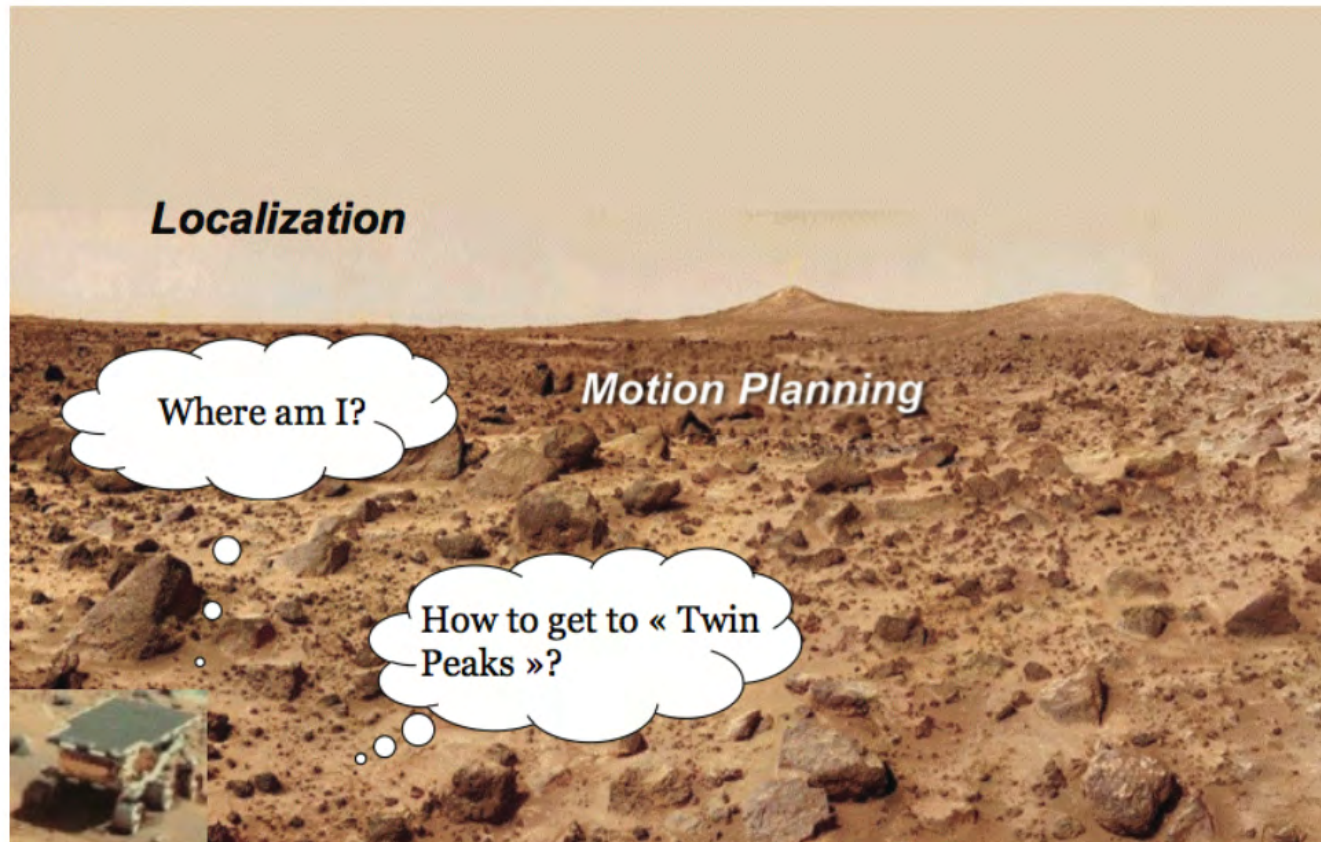 Localization
Where am I?
Motion Planning
How to get to « Twin
Peaks »?